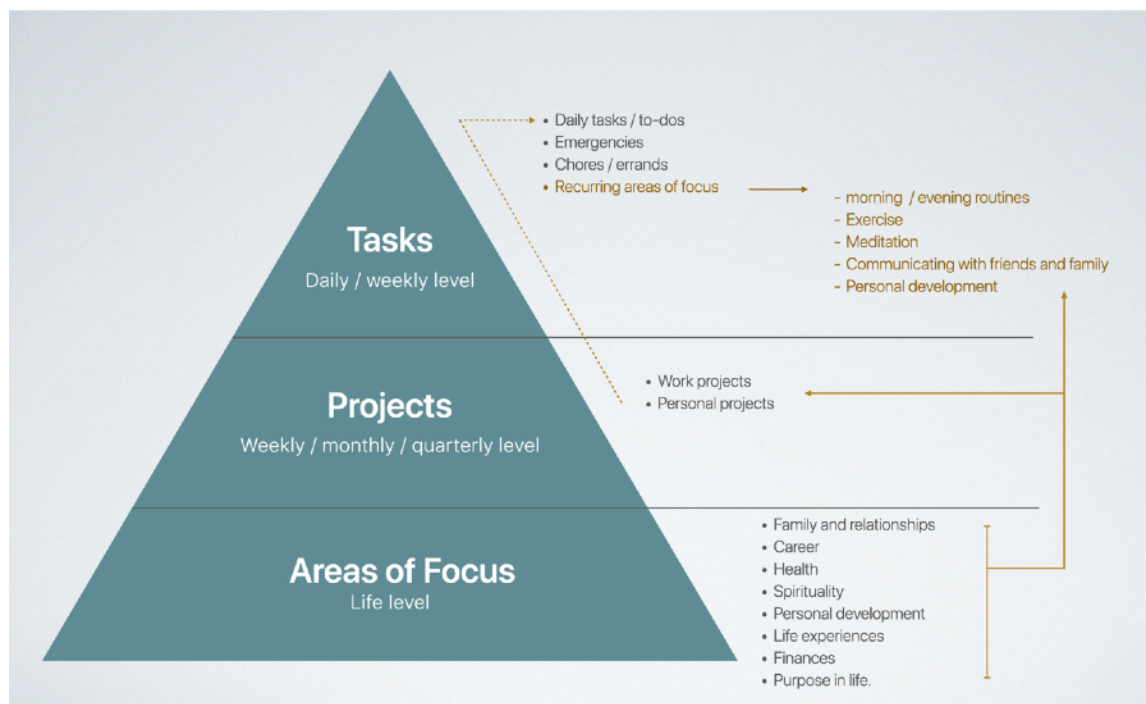 • Daily tasks / to-dos
• Emergencies
• Chores / errands
• Recurring areas of focus
- morning / evening routines
- Exercise
- Meditation
- Communicating with friends and family
- Personal development
Tasks
Daily / weekly level
Projects
Weekly / monthly / quarterly level
• Work projects
• Personal projects
Areas of Focus
Life level
• Family and relationships
• Career
• Health
• Spirituality
• Personal development
• Life experiences
• Finances
• Purpose in life.